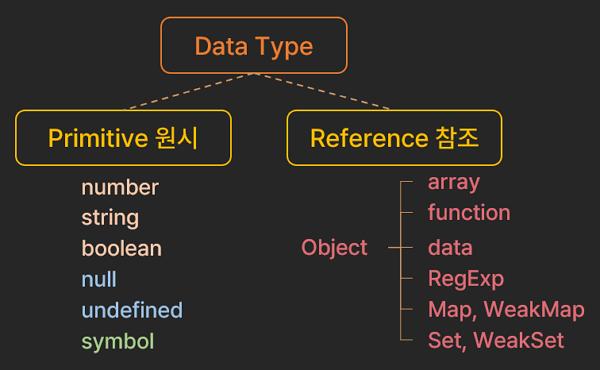 Data Type
Primitive 원시
number
string
boolean
null
undefined
symbol
Reference 참조
Object
array
function
data
RegExp
Map, WeakMap
Set, WeakSet